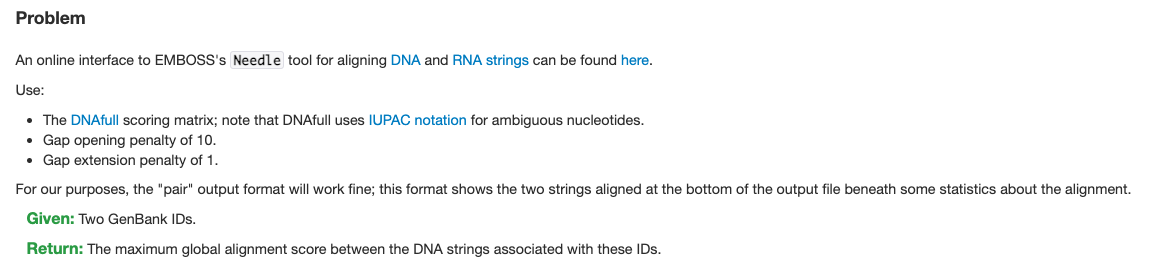 Problem
An online interface to EMBOSS's Needle tool for aligning DNA and RNA strings can be found here.
Use:
• The DNAfull scoring matrix; note that DNAfull uses IUPAC notation for ambiguous nucleotides.
• Gap opening penalty of 10.
• Gap extension penalty of 1.
For our purposes, the "pair" output format will work fine; this format shows the two strings aligned at the bottom of the output file beneath some statistics about the alignment.
Given: Two GenBank IDs.
Return: The maximum global alignment score between the DNA strings associated with these IDs.